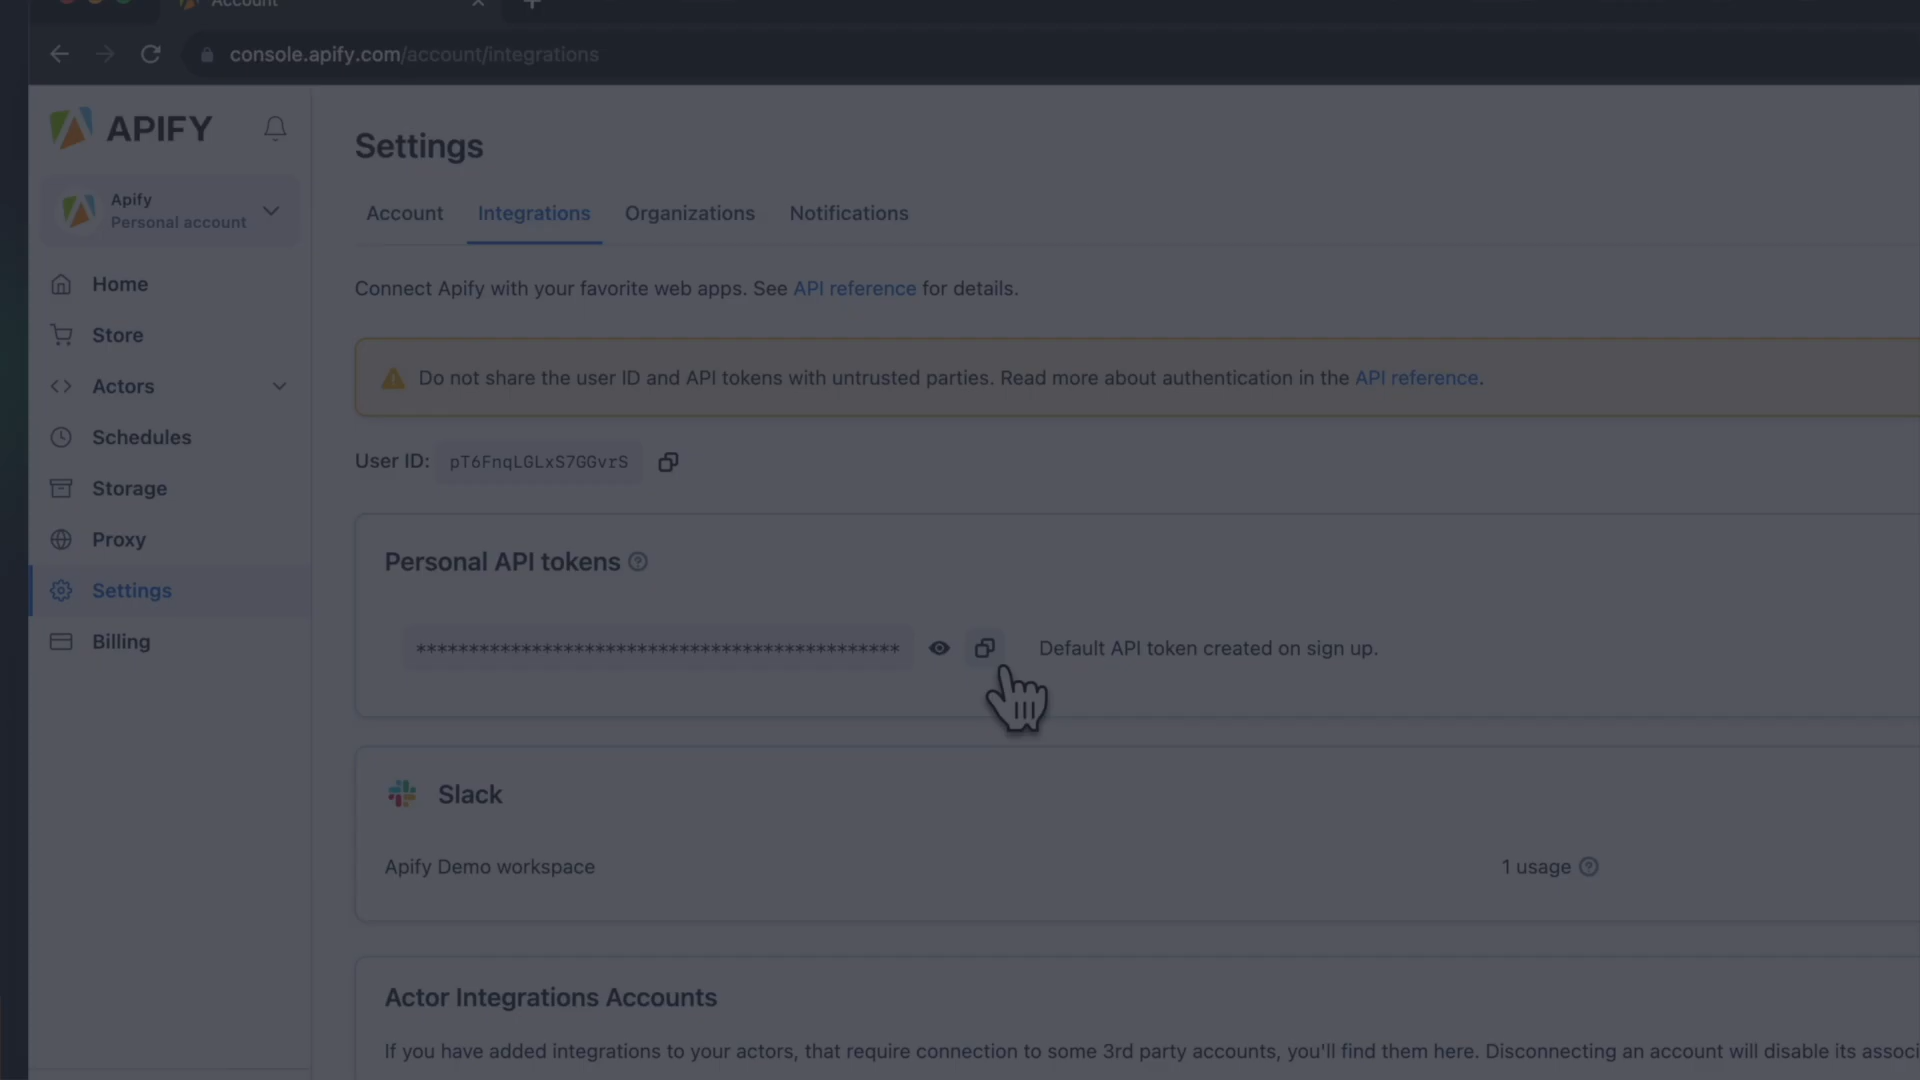 Account
console.apify.com/account/integrations
APIFY
Apify
Personal account
Home
Store
Actors
Schedules
Storage
Proxy
Settings
Billing
Settings
Account Integrations Organizations Notifications
Connect Apify with your favorite web apps. See API reference for details.
Do not share the user ID and API tokens with untrusted parties. Read more about authentication in the API reference.
User ID: pT6FnqLGLxS7GGvrS
Personal API tokens
********************************************** Default API token created on sign up.
Slack
Apify Demo workspace 1 usage
Actor Integrations Accounts
If you have added integrations to your actors, that require connection to some 3rd party accounts, you'll find them here. Disconnecting an account will disable its associ